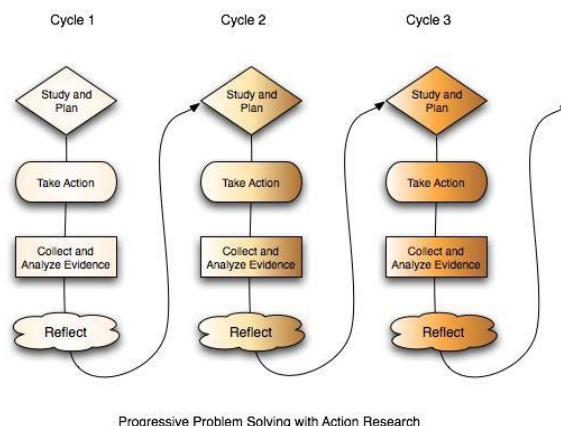 Cycle 1
Cycle 2
Cycle 3
Study and
Plan
Study and
Plan
Study and
Plan
Take Action
Take Action
Take Action
Collect and
Analyze Evidence
Collect and
Analyze Evidence
Collect and
Analyze Evidence
Reflect
Reflect
Reflect
Progressive Problem Solving with Action Research